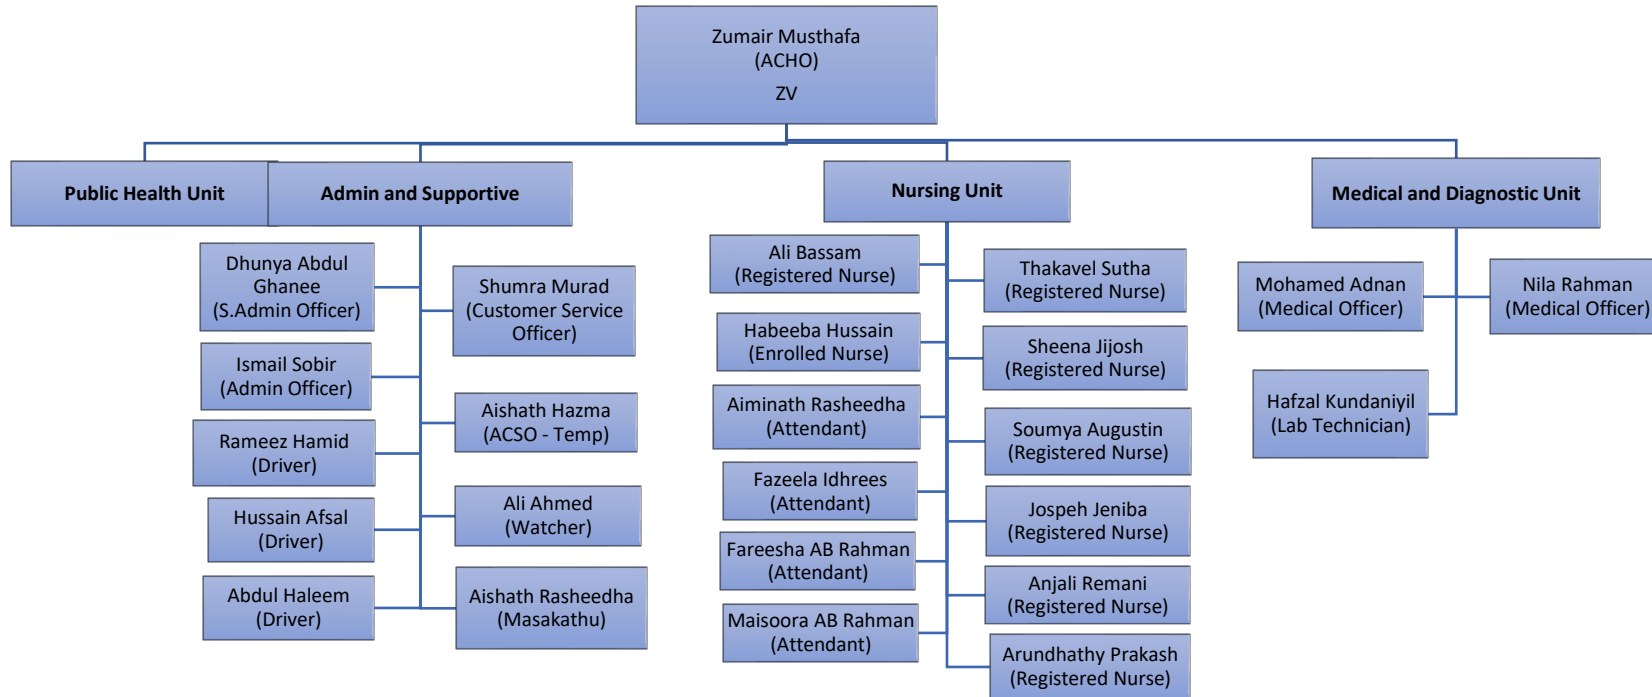 Zumair Musthafa
(ACHO)
ZV
Public Health Unit
Admin and Supportive
Nursing Unit
Medical and Diagnostic Unit
Dhunya Abdul
Ghanee
(S.Admin Officer)
Shumra Murad
(Customer Service
Officer)
Ismail Sobir
(Admin Officer)
Aishath Hazma
(ACSO - Temp)
Rameez Hamid
(Driver)
Ali Ahmed
(Watcher)
Hussain Afsal
(Driver)
Aishath Rasheedha
(Masakathu)
Abdul Haleem
(Driver)
Ali Bassam
(Registered Nurse)
Thakavel Sutha
(Registered Nurse)
Habeeba Hussain
(Enrolled Nurse)
Sheena Jijosh
(Registered Nurse)
Aiminath Rasheedha
(Attendant)
Soumya Augustin
(Registered Nurse)
Fazeela Idhrees
(Attendant)
Jospeh Jeniba
(Registered Nurse)
Fareesha AB Rahman
(Attendant)
Anjali Remani
(Registered Nurse)
Maisoora AB Rahman
(Attendant)
Arundhathy Prakash
(Registered Nurse)
Mohamed Adnan
(Medical Officer)
Nila Rahman
(Medical Officer)
Hafzal Kundaniyil
(Lab Technician)